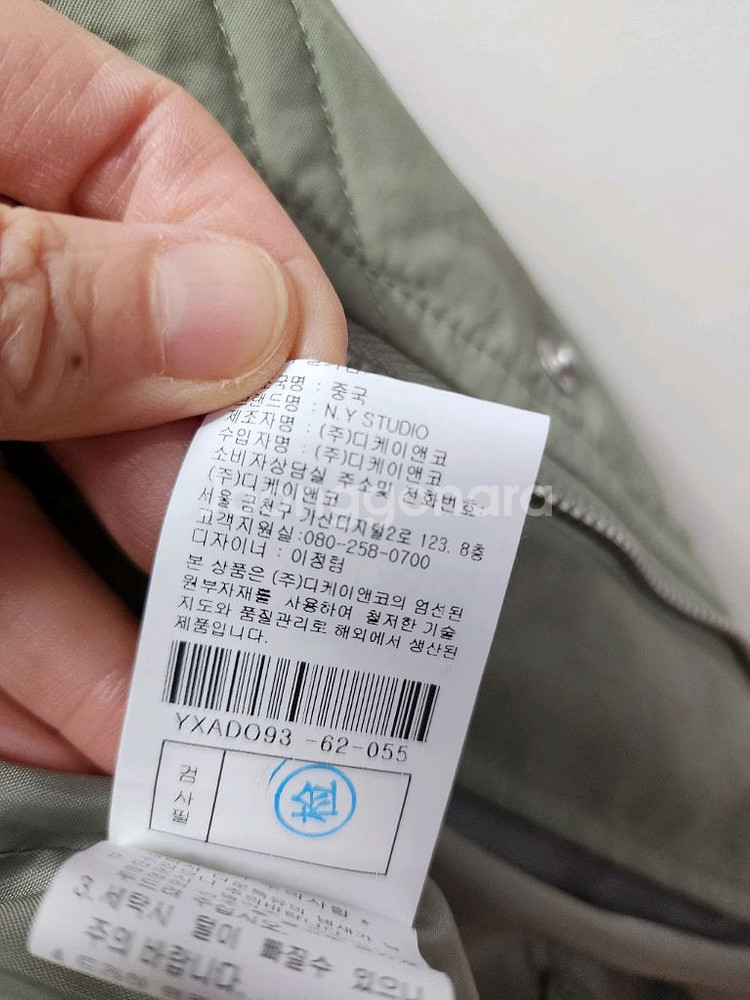 국명 : 중국
브랜드명 : N.Y STUDIO
제조자명 : (주)디케이앤코
수입자명 : (주)디케이앤코
소비자상담실 주소및 전화번호:
(주)디케이앤코
서울 금천구 가산디지털2로 123, 8층
고객지원실:080-258-0700
디자이너 : 이정림
본 상품은 (주)디케이앤코의 엄선된
원부자재를 사용하여 철저한 기술
지도와 품질관리로 해외에서 생산된
제품입니다.
YXADO93 -62-055
검사필
檢
3. 세탁시 물이 빠질수 있으니
주의 바랍니다.